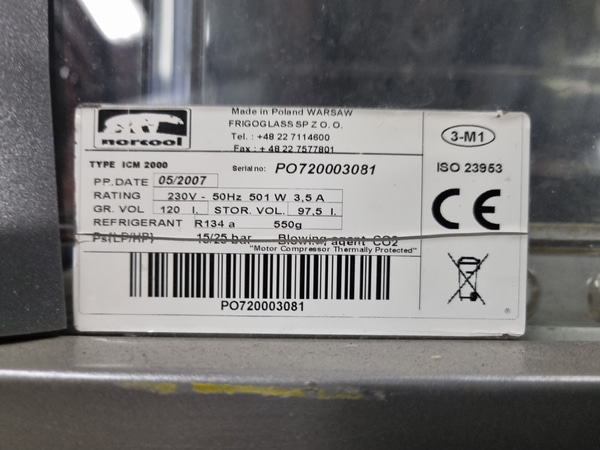 norcool
Made in Poland WARSAW
FRIGOGLASS SP Z O. O.
Tel. : +48 22 7114600
Fax : + 48 22 7577801
3-M1
TYPE ICM 2000
Serial no: PO720003081
ISO 23953
PP.DATE 05/2007
RATING 230V - 50Hz 501 W 3,5 A
GR. VOL 120 l. STOR. VOL. 97,5 l.
REFRIGERANT R134 a 550g
Ps(LP/HP) 15/25 bar Blowing agent CO2
"Motor Compressor Thermally Protected"
CE
PO720003081
®